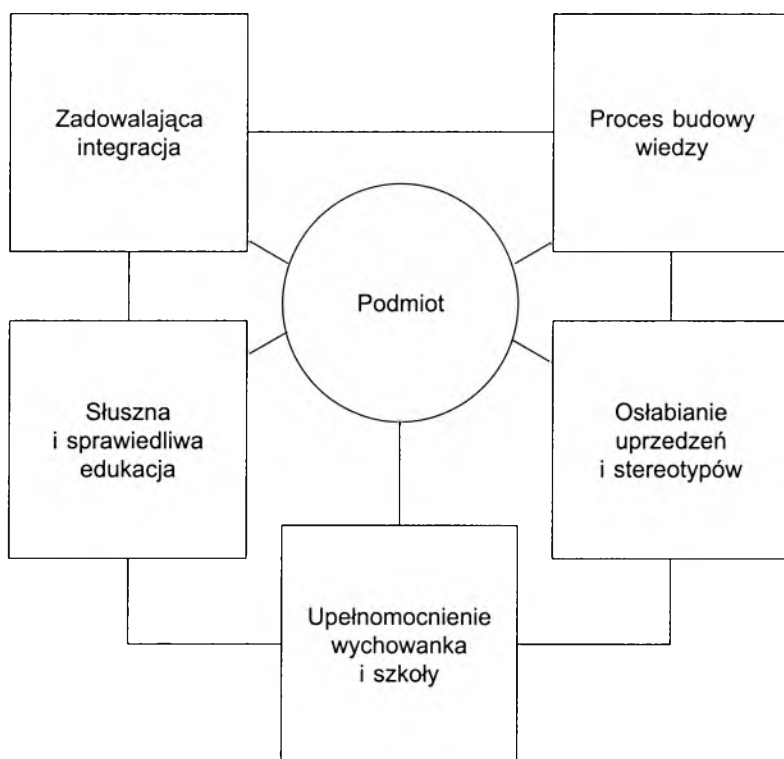 Zadowalająca
integracja
Proces budowy
wiedzy
Podmiot
Słuszna
i sprawiedliwa
edukacja
Osłabianie
uprzedzeń
i stereotypów
Upełnomocnienie
wychowanka
i szkoły